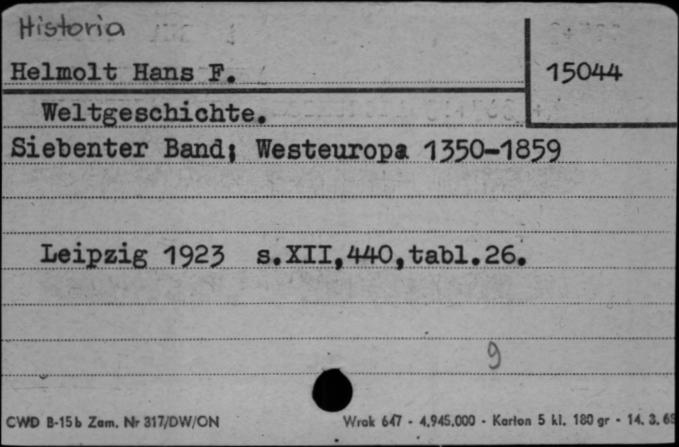 Historia
Helmolt Hans F.
15044
Weltgeschichte.
Siebenter Band; Westeuropa 1350-1859
Leipzig 1923 s.XII,440,tabl.26.
9
CWD B-15b Zam. Nr 317/DW/ON
Wrak 647 - 4.945.000 - Karton 5 kl. 180 gr - 14. 3. 6